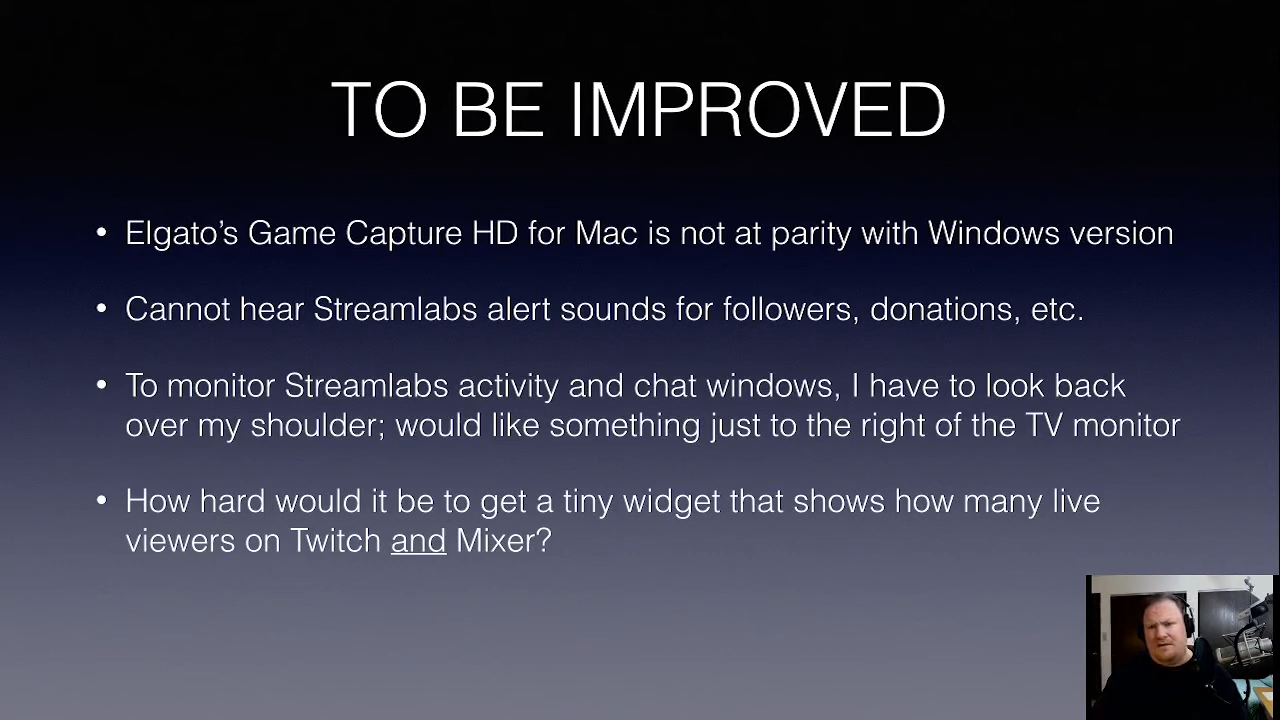 TO BE IMPROVED
• Elgato’s Game Capture HD for Mac is not at parity with Windows version
• Cannot hear Streamlabs alert sounds for followers, donations, etc.
• To monitor Streamlabs activity and chat windows, I have to look back
over my shoulder; would like something just to the right of the TV monitor
• How hard would it be to get a tiny widget that shows how many live
viewers on Twitch and Mixer?